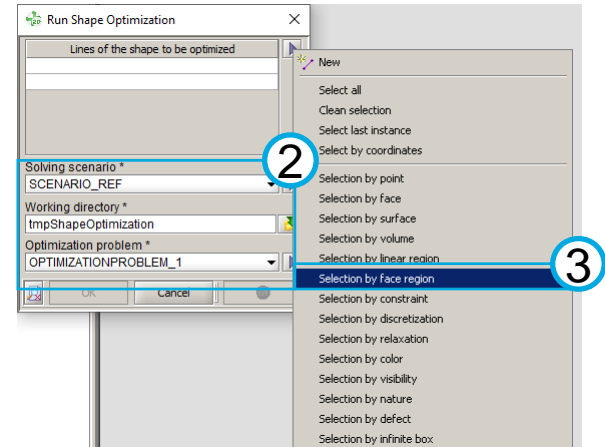 Run Shape Optimization
Lines of the shape to be optimized
2
Solving scenario *
SCENARIO_REF
Working directory *
tmpShapeOptimization
Optimization problem *
OPTIMIZATIONPROBLEM_1
OK
Cancel
New
Select all
Clean selection
Select last instance
Select by coordinates
Selection by point
Selection by face
Selection by surface
Selection by volume
Selection by linear region
Selection by face region
3
Selection by constraint
Selection by discretization
Selection by relaxation
Selection by color
Selection by visibility
Selection by nature
Selection by defect
Selection by infinite box